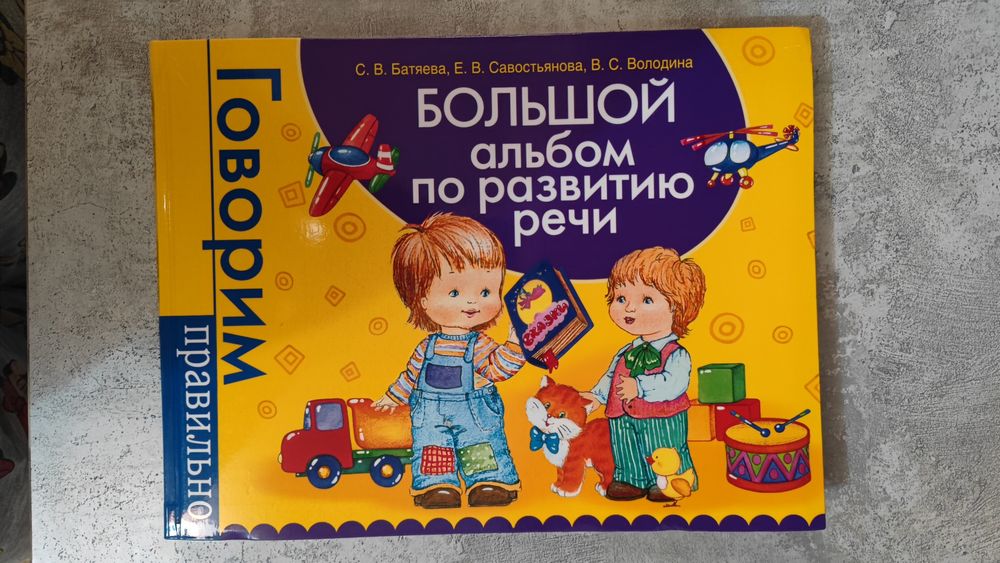 С. В. Батяева, Е. В. Савостьянова, В. С. Володина
БОЛЬШОЙ
альбом
по развитию
речи
Говорим
правильно
СКАЗКИ